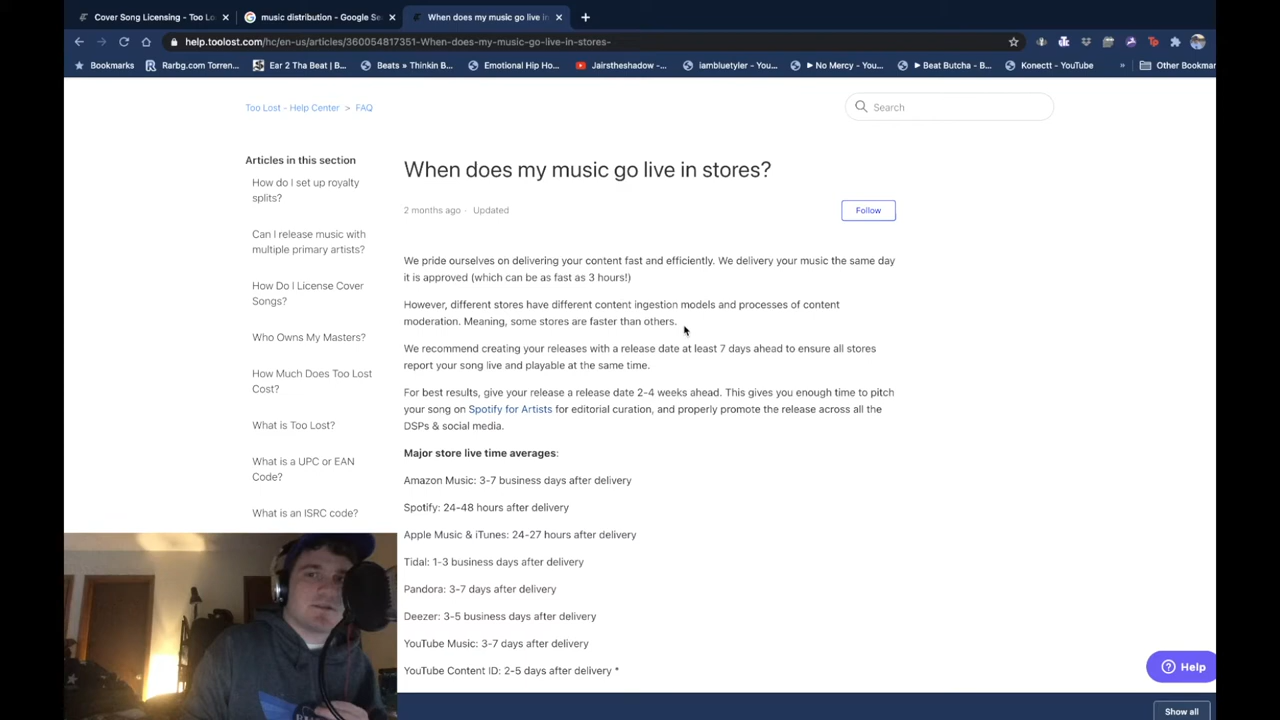 Cover Song Licensing - Too Lo
music distribution - Google Se
When does my music go live in
help.toolost.com/hc/en-us/articles/360054817351-When-does-my-music-go-live-in-stores-
Bookmarks
Rarbg.com Torren...
Ear 2 Tha Beat | B...
Beats » Thinkin B...
Emotional Hip Ho...
Jairstheshadow -...
iambluetyler - You...
► No Mercy - You...
► Beat Butcha - B...
Konectt - YouTube
»
Other Bookmar
Too Lost - Help Center > FAQ
Search
Articles in this section
How do I set up royalty
splits?
Can I release music with
multiple primary artists?
How Do I License Cover
Songs?
Who Owns My Masters?
How Much Does Too Lost
Cost?
What is Too Lost?
What is a UPC or EAN
Code?
What is an ISRC code?
When does my music go live in stores?
2 months ago · Updated
Follow
We pride ourselves on delivering your content fast and efficiently. We delivery your music the same day
it is approved (which can be as fast as 3 hours!)
However, different stores have different content ingestion models and processes of content
moderation. Meaning, some stores are faster than others.
We recommend creating your releases with a release date at least 7 days ahead to ensure all stores
report your song live and playable at the same time.
For best results, give your release a release date 2-4 weeks ahead. This gives you enough time to pitch
your song on Spotify for Artists for editorial curation, and properly promote the release across all the
DSPs & social media.
Major store live time averages:
Amazon Music: 3-7 business days after delivery
Spotify: 24-48 hours after delivery
Apple Music & iTunes: 24-27 hours after delivery
Tidal: 1-3 business days after delivery
Pandora: 3-7 days after delivery
Deezer: 3-5 business days after delivery
YouTube Music: 3-7 days after delivery
YouTube Content ID: 2-5 days after delivery *
Help
Show all